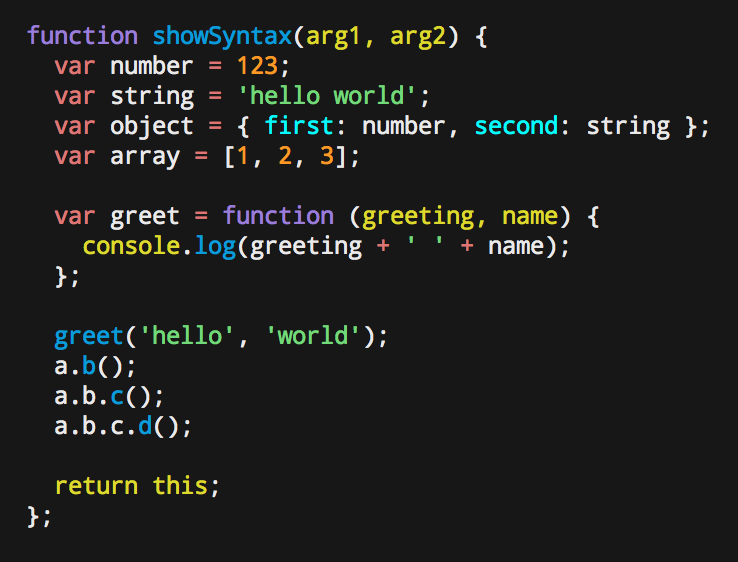 function showSyntax(arg1, arg2) {
  var number = 123;
  var string = 'hello world';
  var object = { first: number, second: string };
  var array = [1, 2, 3];

  var greet = function (greeting, name) {
    console.log(greeting + ' ' + name);
  };

  greet('hello', 'world');
  a.b();
  a.b.c();
  a.b.c.d();

  return this;
};